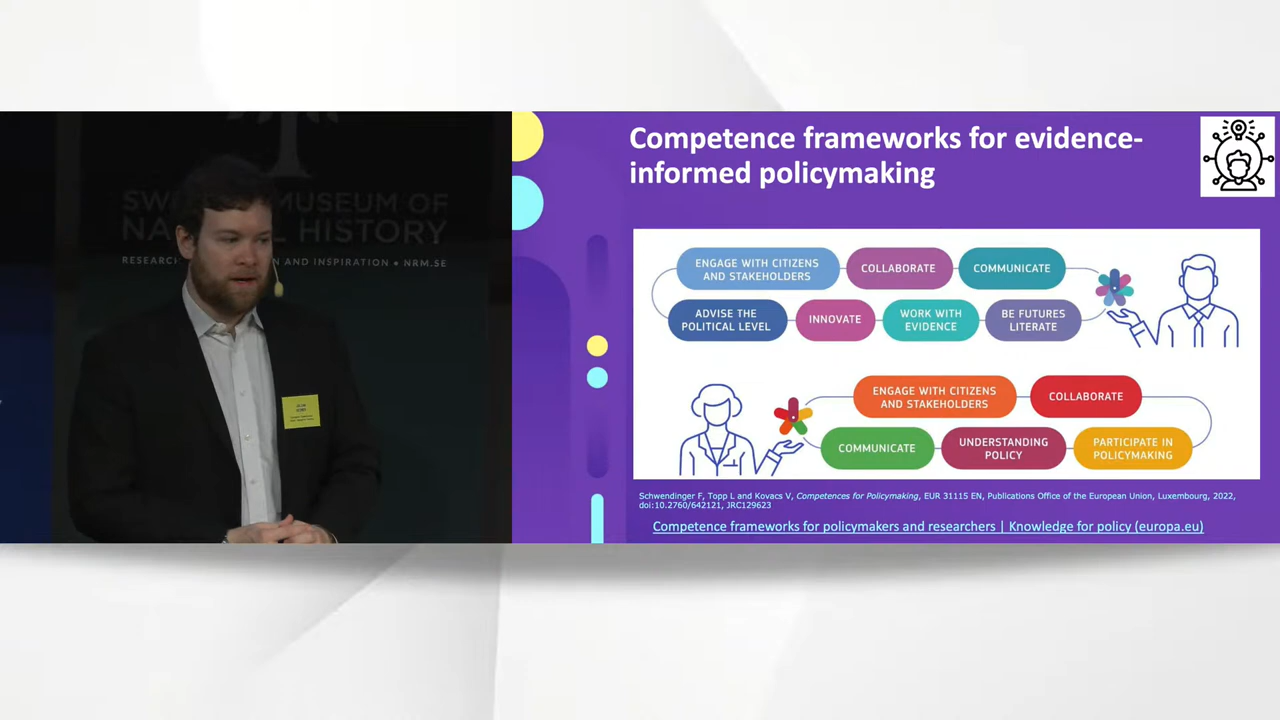 SW MUSEUM OF
NA L HISTORY
RESEARC N AND INSPIRATION • NRM.SE
Competence frameworks for evidence-
informed policymaking
ENGAGE WITH CITIZENS
AND STAKEHOLDERS
COLLABORATE
COMMUNICATE
ADVISE THE
POLITICAL LEVEL
INNOVATE
WORK WITH
EVIDENCE
BE FUTURES
LITERATE
ENGAGE WITH CITIZENS
AND STAKEHOLDERS
COLLABORATE
COMMUNICATE
UNDERSTANDING
POLICY
PARTICIPATE IN
POLICYMAKING
Schwendinger F, Topp L and Kovacs V, Competences for Policymaking, EUR 31115 EN, Publications Office of the European Union, Luxembourg, 2022,
doi:10.2760/642121, JRC129623
Competence frameworks for policymakers and researchers | Knowledge for policy (europa.eu)